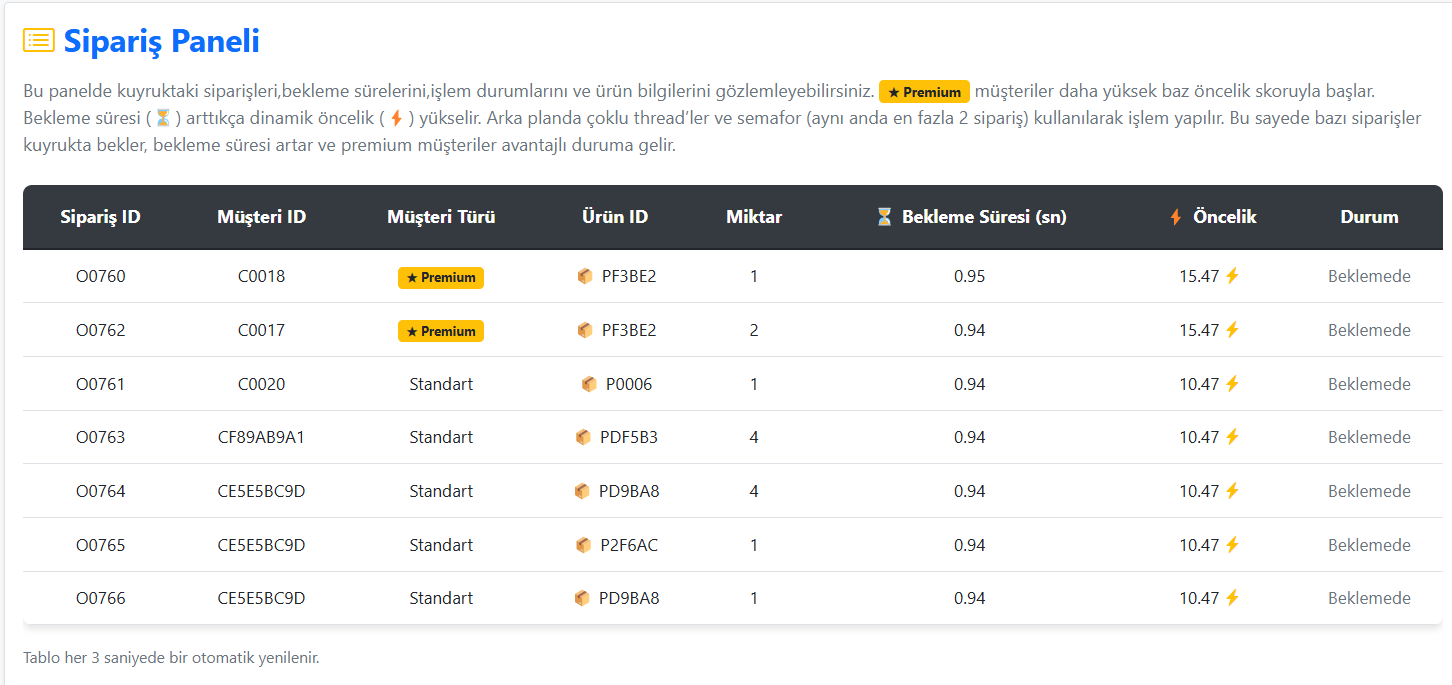 Sipariş Paneli
Bu panelde kuyruktaki siparişleri,bekleme sürelerini,işlem durumlarını ve ürün bilgilerini gözlemleyebilirsiniz. ★ Premium müşteriler daha yüksek baz öncelik skoruyla başlar.
Bekleme süresi ( ⏳ ) arttıkça dinamik öncelik ( ⚡ ) yükselir. Arka planda çoklu thread’ler ve semafor (aynı anda en fazla 2 sipariş) kullanılarak işlem yapılır. Bu sayede bazı siparişler
kuyrukta bekler, bekleme süresi artar ve premium müşteriler avantajlı duruma gelir.
Sipariş ID Müşteri ID Müşteri Türü Ürün ID Miktar ⏳ Bekleme Süresi (sn) ⚡ Öncelik Durum
O0760 C0018 ★ Premium 📦 PF3BE2 1 0.95 15.47 ⚡ Beklemede
O0762 C0017 ★ Premium 📦 PF3BE2 2 0.94 15.47 ⚡ Beklemede
O0761 C0020 Standart 📦 P0006 1 0.94 10.47 ⚡ Beklemede
O0763 CF89AB9A1 Standart 📦 PDF5B3 4 0.94 10.47 ⚡ Beklemede
O0764 CE5E5BC9D Standart 📦 PD9BA8 4 0.94 10.47 ⚡ Beklemede
O0765 CE5E5BC9D Standart 📦 P2F6AC 1 0.94 10.47 ⚡ Beklemede
O0766 CE5E5BC9D Standart 📦 PD9BA8 1 0.94 10.47 ⚡ Beklemede
Tablo her 3 saniyede bir otomatik yenilenir.